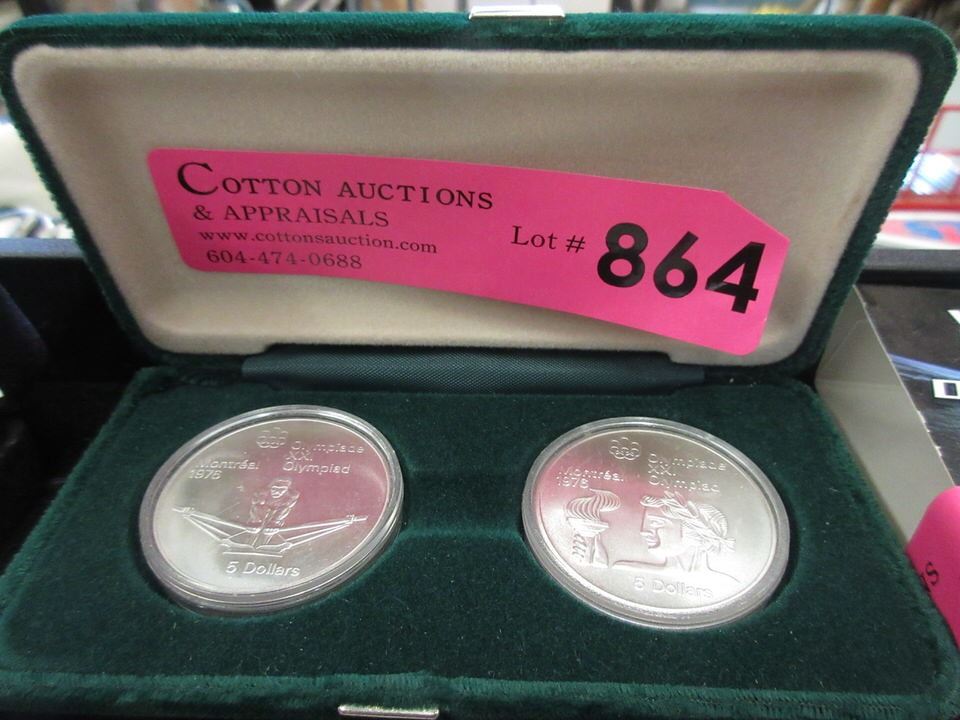 COTTON AUCTIONS
& APPRAISALS
www.cottonsauction.com
604-474-0688
Lot # 864
Olympiade
XXI
Olympiad
Montréal
1976
5 Dollars
Olympiade
XXI
Olympiad
Montréal
1976
5 Dollars